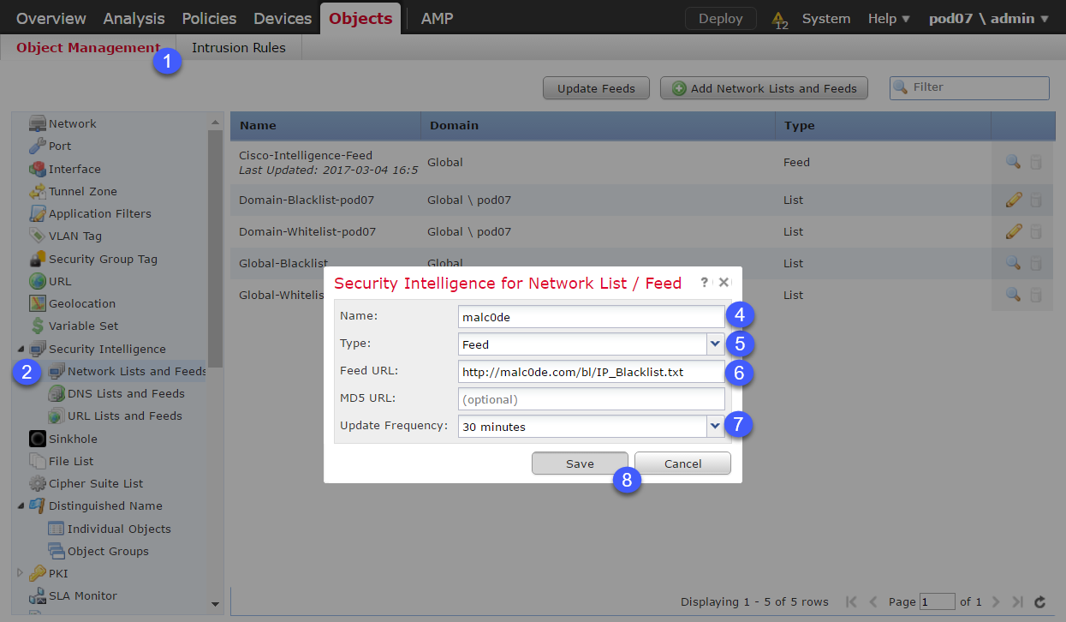 Overview Analysis Policies Devices Objects AMP Deploy 12 System Help ▼ pod07 \ admin ▼
Object Management 1 Intrusion Rules
Update Feeds Add Network Lists and Feeds Filter
Network
Port
Interface
Tunnel Zone
Application Filters
VLAN Tag
Security Group Tag
URL
Geolocation
Variable Set
Security Intelligence
2 Network Lists and Feeds
DNS Lists and Feeds
URL Lists and Feeds
Sinkhole
File List
Cipher Suite List
Distinguished Name
Individual Objects
Object Groups
PKI
SLA Monitor
Name Domain Type
Cisco-Intelligence-Feed
Last Updated: 2017-03-04 16:5
Global Feed
Domain-Blacklist-pod07 Global \ pod07 List
Domain-Whitelist-pod07 Global \ pod07 List
Global-Blacklist Global List
Global-Whitelis List
Security Intelligence for Network List / Feed ?
Name: malc0de 4
Type: Feed 5
Feed URL: http://malc0de.com/bl/IP_Blacklist.txt 6
MD5 URL: (optional)
Update Frequency: 30 minutes 7
Save Cancel
8
Displaying 1 - 5 of 5 rows Page 1 of 1